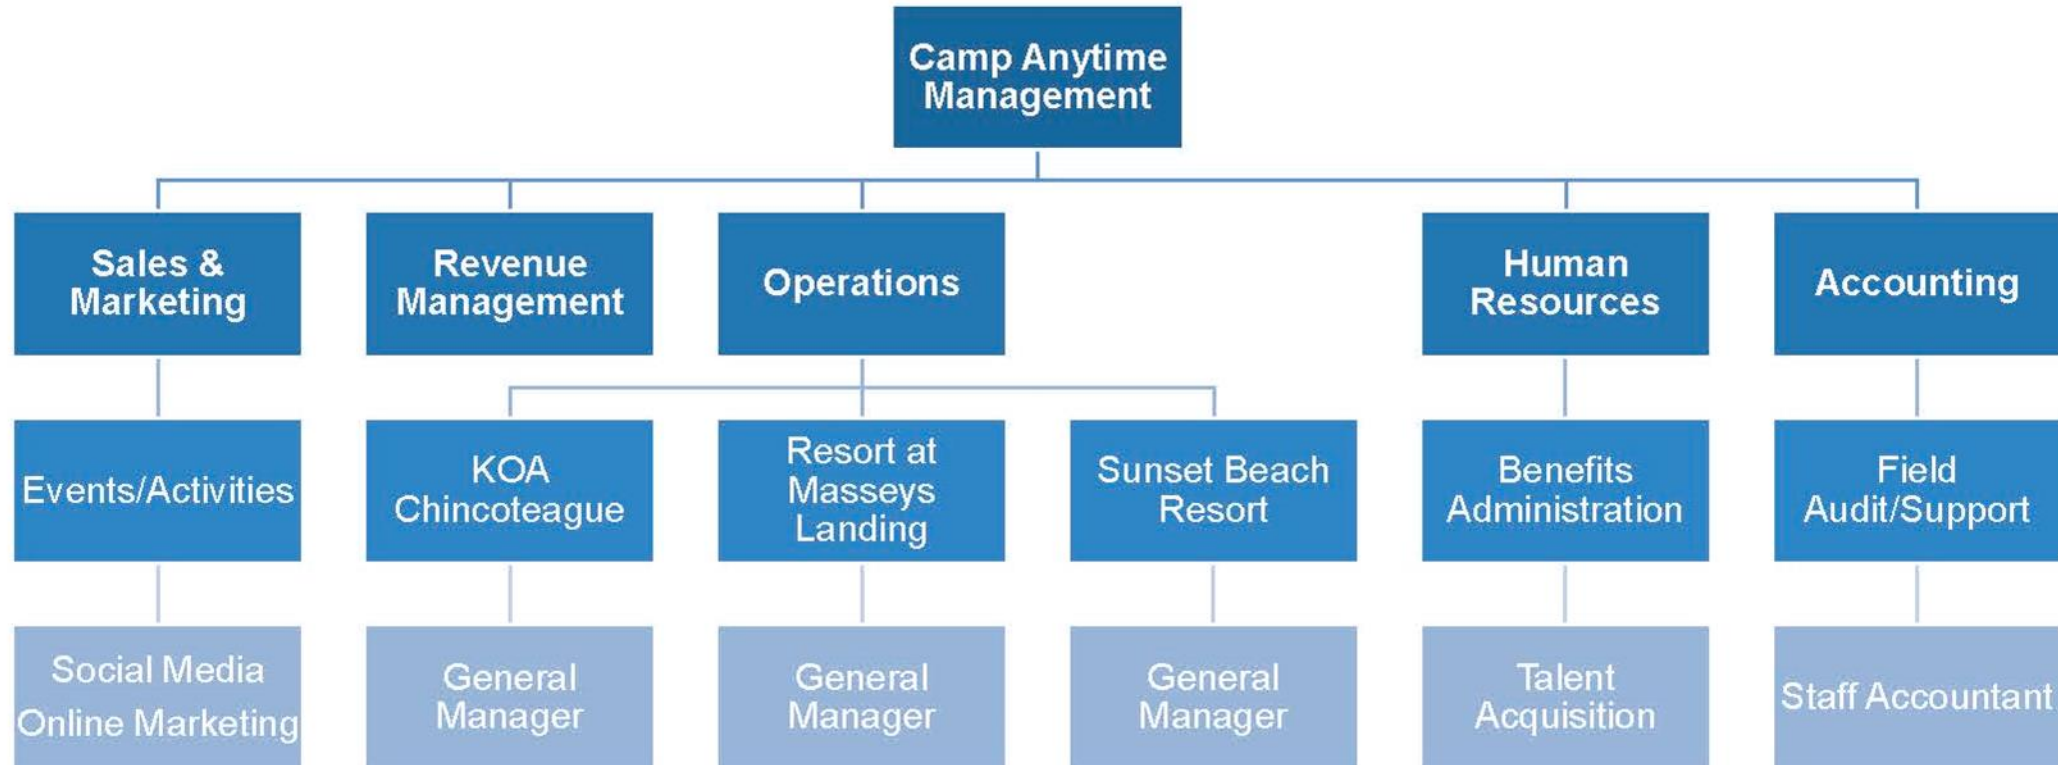 Camp Anytime
Management
Sales &
Marketing
Revenue
Management
Operations
Human
Resources
Accounting
Events/Activities
KOA
Chincoteague
Resort at
Masseys
Landing
Sunset Beach
Resort
Benefits
Administration
Field
Audit/Support
Social Media
Online Marketing
General
Manager
General
Manager
General
Manager
Talent
Acquisition
Staff Accountant